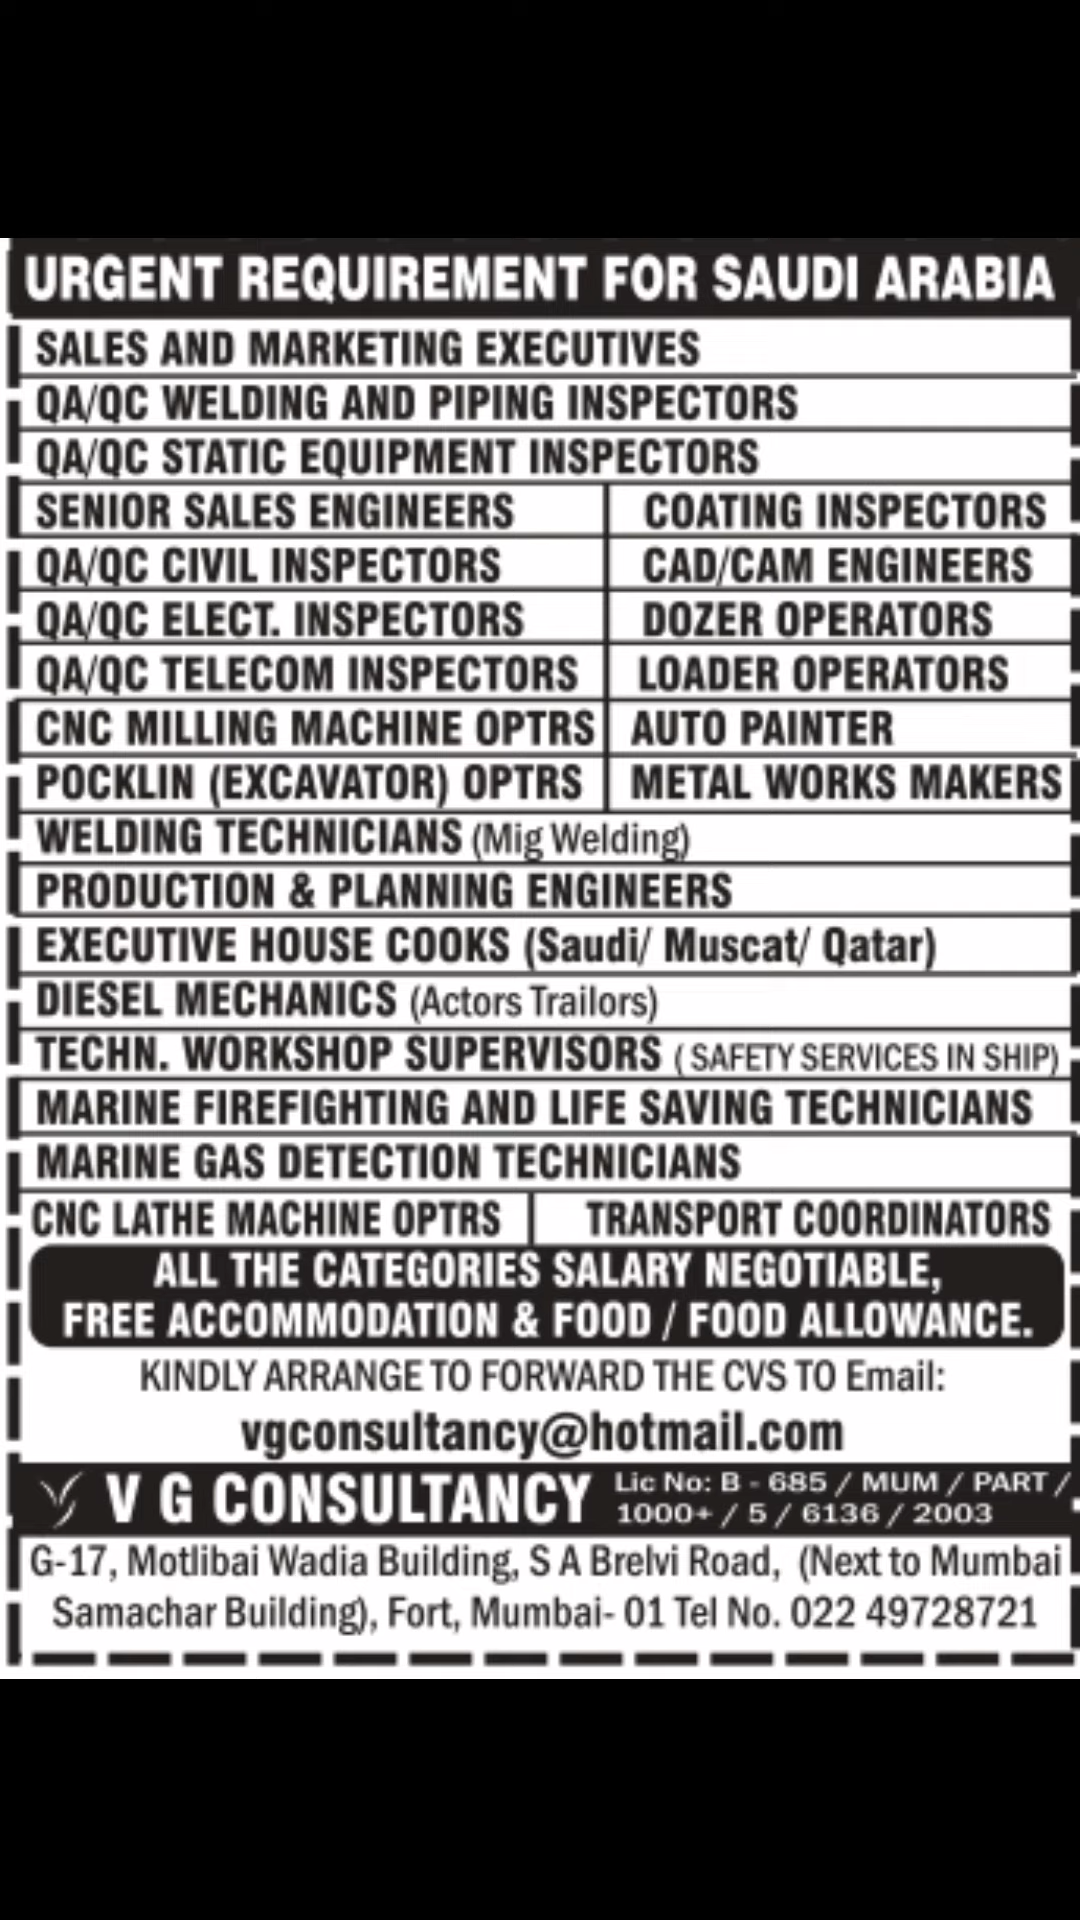 URGENT REQUIREMENT FOR SAUDI ARABIA
SALES AND MARKETING EXECUTIVES
QA/QC WELDING AND PIPING INSPECTORS
QA/QC STATIC EQUIPMENT INSPECTORS
SENIOR SALES ENGINEERS COATING INSPECTORS
QA/QC CIVIL INSPECTORS CAD/CAM ENGINEERS
QA/QC ELECT. INSPECTORS DOZER OPERATORS
QA/QC TELECOM INSPECTORS LOADER OPERATORS
CNC MILLING MACHINE OPTRS AUTO PAINTER
POCKLIN (EXCAVATOR) OPTRS METAL WORKS MAKERS
WELDING TECHNICIANS (Mig Welding)
PRODUCTION & PLANNING ENGINEERS
EXECUTIVE HOUSE COOKS (Saudi/ Muscat/ Qatar)
DIESEL MECHANICS (Actors Trailors)
TECHN. WORKSHOP SUPERVISORS ( SAFETY SERVICES IN SHIP)
MARINE FIREFIGHTING AND LIFE SAVING TECHNICIANS
MARINE GAS DETECTION TECHNICIANS
CNC LATHE MACHINE OPTRS TRANSPORT COORDINATORS
ALL THE CATEGORIES SALARY NEGOTIABLE,
FREE ACCOMMODATION & FOOD / FOOD ALLOWANCE.
KINDLY ARRANGE TO FORWARD THE CVS TO Email:
vgconsultancy@hotmail.com
V G CONSULTANCY Lic No: B - 685 / MUM / PART /
1000+ / 5 / 6136 / 2003
G-17, Motlibai Wadia Building, S A Brelvi Road, (Next to Mumbai
Samachar Building), Fort, Mumbai- 01 Tel No. 022 49728721